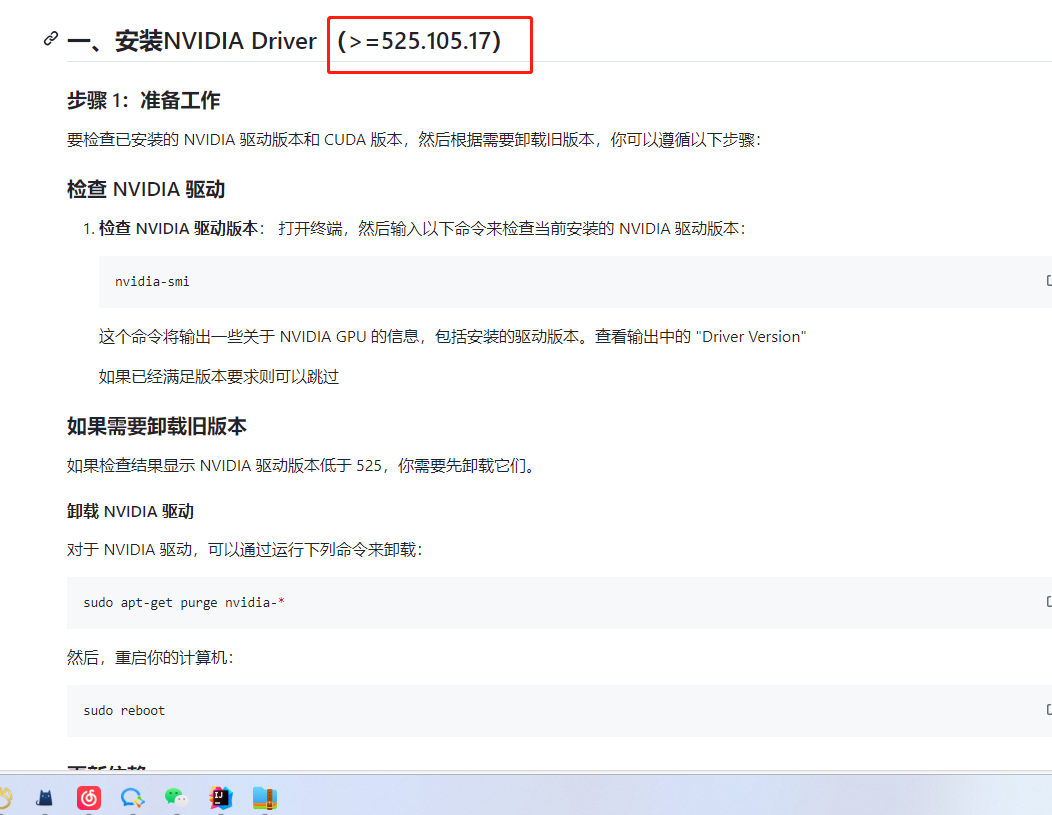 一、安装NVIDIA Driver (>=525.105.17)
步骤 1：准备工作
要检查已安装的 NVIDIA 驱动版本和 CUDA 版本，然后根据需要卸载旧版本，你可以遵循以下步骤：
检查 NVIDIA 驱动
1. 检查 NVIDIA 驱动版本： 打开终端，然后输入以下命令来检查当前安装的 NVIDIA 驱动版本：
nvidia-smi
这个命令将输出一些关于 NVIDIA GPU 的信息，包括安装的驱动版本。查看输出中的 "Driver Version"
如果已经满足版本要求则可以跳过
如果需要卸载旧版本
如果检查结果显示 NVIDIA 驱动版本低于 525，你需要先卸载它们。
卸载 NVIDIA 驱动
对于 NVIDIA 驱动，可以通过运行下列命令来卸载：
sudo apt-get purge nvidia-*
然后，重启你的计算机：
sudo reboot